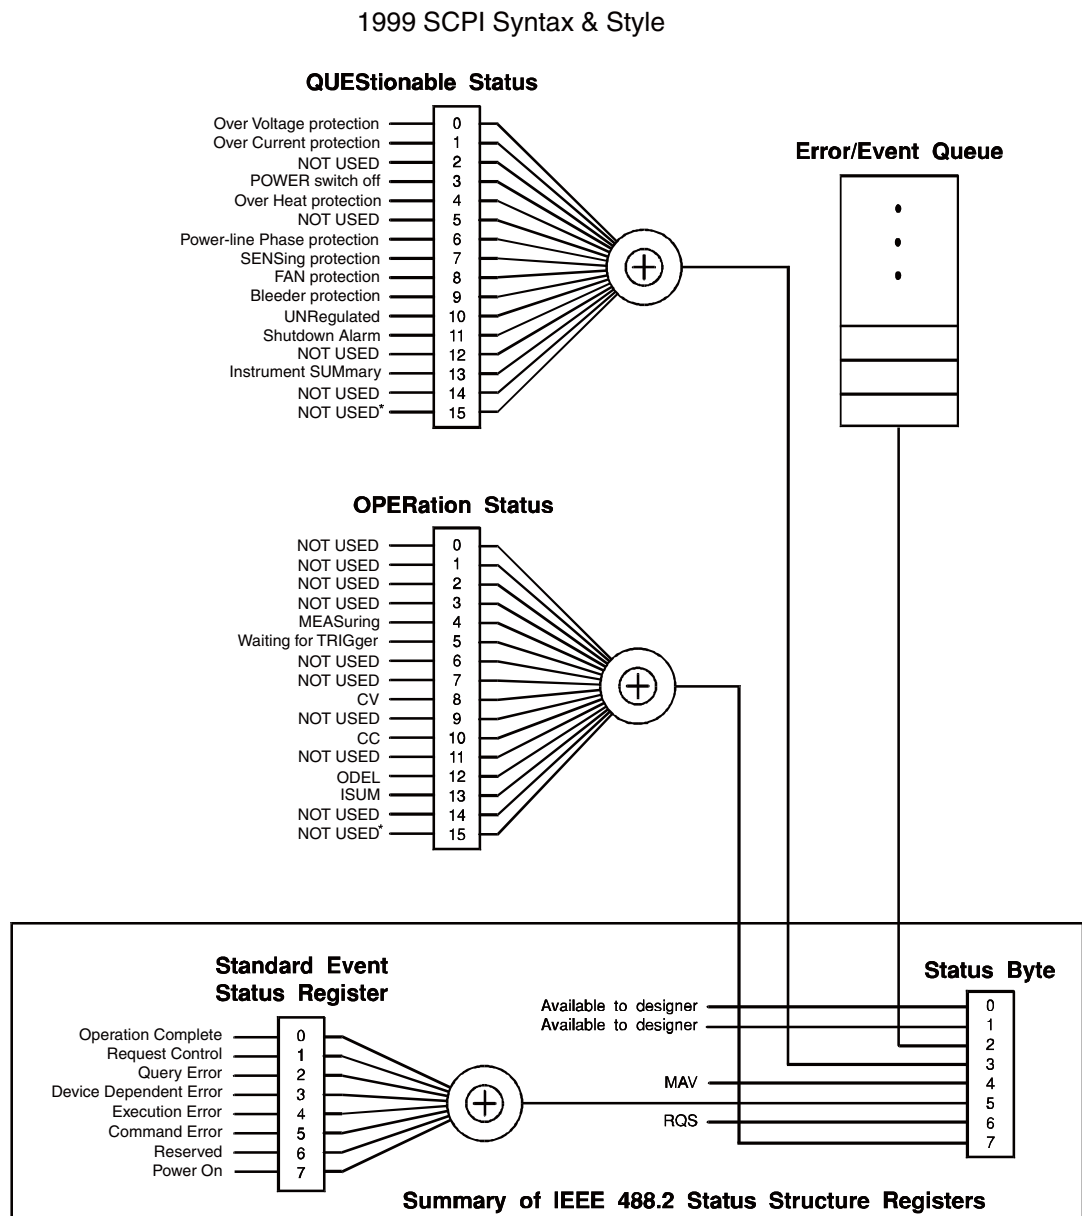 1999 SCPI Syntax & Style
QUEStionable Status
Over Voltage protection 0
Over Current protection 1
NOT USED 2
POWER switch off 3
Over Heat protection 4
NOT USED 5
Power-line Phase protection 6
SENSing protection 7
FAN protection 8
Bleeder protection 9
UNRegulated 10
Shutdown Alarm 11
NOT USED 12
Instrument SUMmary 13
NOT USED 14
NOT USED* 15
Error/Event Queue
OPERation Status
NOT USED 0
NOT USED 1
NOT USED 2
NOT USED 3
MEASuring 4
Waiting for TRIGger 5
NOT USED 6
NOT USED 7
CV 8
NOT USED 9
CC 10
NOT USED 11
ODEL 12
ISUM 13
NOT USED 14
NOT USED* 15
Standard Event
Status Register
Operation Complete 0
Request Control 1
Query Error 2
Device Dependent Error 3
Execution Error 4
Command Error 5
Reserved 6
Power On 7
Status Byte
Available to designer 0
Available to designer 1
2
3
MAV 4
5
RQS 6
7
Summary of IEEE 488.2 Status Structure Registers